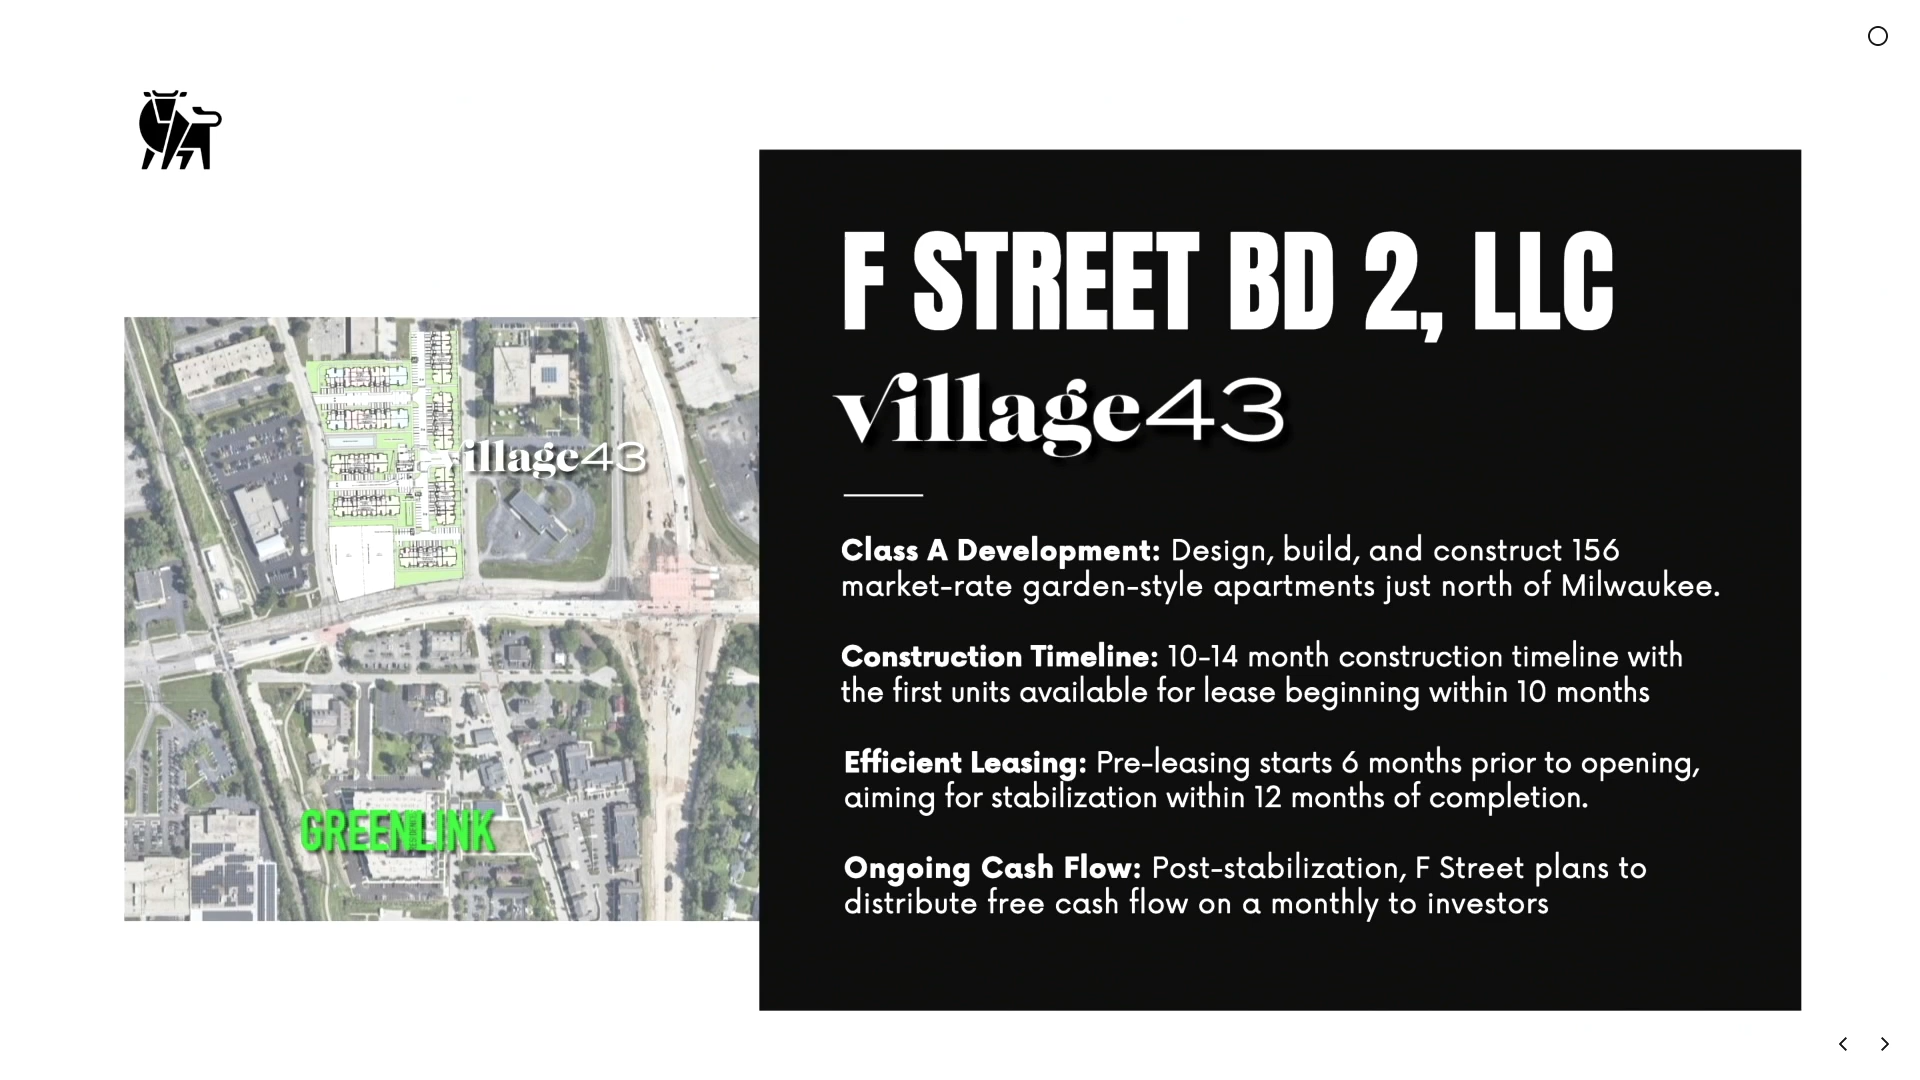 F STREET BD 2, LLC
village43
village43
Class A Development: Design, build, and construct 156
market-rate garden-style apartments just north of Milwaukee.
Construction Timeline: 10-14 month construction timeline with
the first units available for lease beginning within 10 months
Efficient Leasing: Pre-leasing starts 6 months prior to opening,
aiming for stabilization within 12 months of completion.
Ongoing Cash Flow: Post-stabilization, F Street plans to
distribute free cash flow on a monthly to investors
GREENLINK